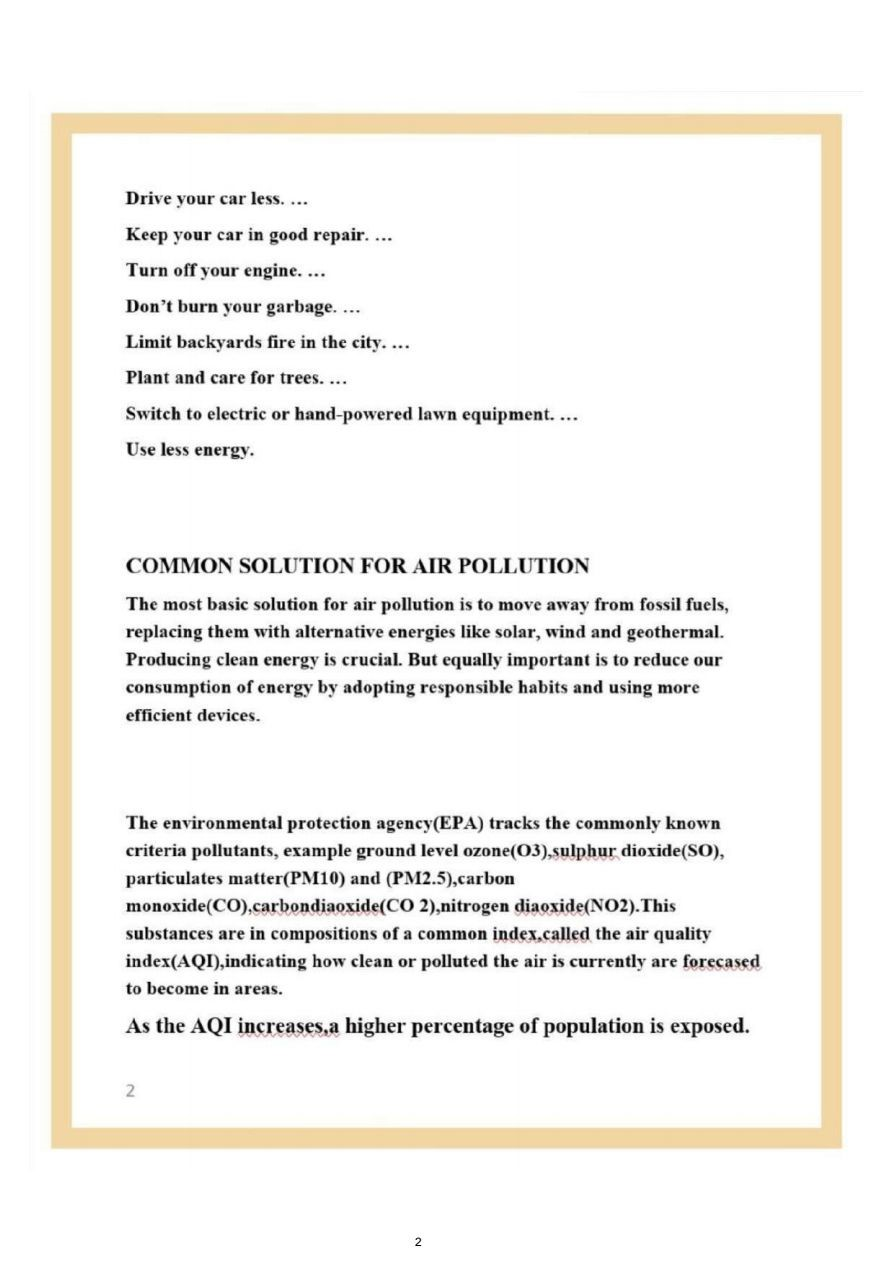 Drive your car less. …
Keep your car in good repair. …
Turn off your engine. …
Don’t burn your garbage. …
Limit backyards fire in the city. …
Plant and care for trees. …
Switch to electric or hand-powered lawn equipment. …
Use less energy.
COMMON SOLUTION FOR AIR POLLUTION
The most basic solution for air pollution is to move away from fossil fuels,
replacing them with alternative energies like solar, wind and geothermal.
Producing clean energy is crucial. But equally important is to reduce our
consumption of energy by adopting responsible habits and using more
efficient devices.
The environmental protection agency(EPA) tracks the commonly known
criteria pollutants, example ground level ozone(O3),sulphur dioxide(SO),
particulates matter(PM10) and (PM2.5),carbon
monoxide(CO),carbondiaoxide(CO 2),nitrogen diaoxide(NO2).This
substances are in compositions of a common index,called the air quality
index(AQI),indicating how clean or polluted the air is currently are forecased
to become in areas.
As the AQI increases,a higher percentage of population is exposed.
2
2